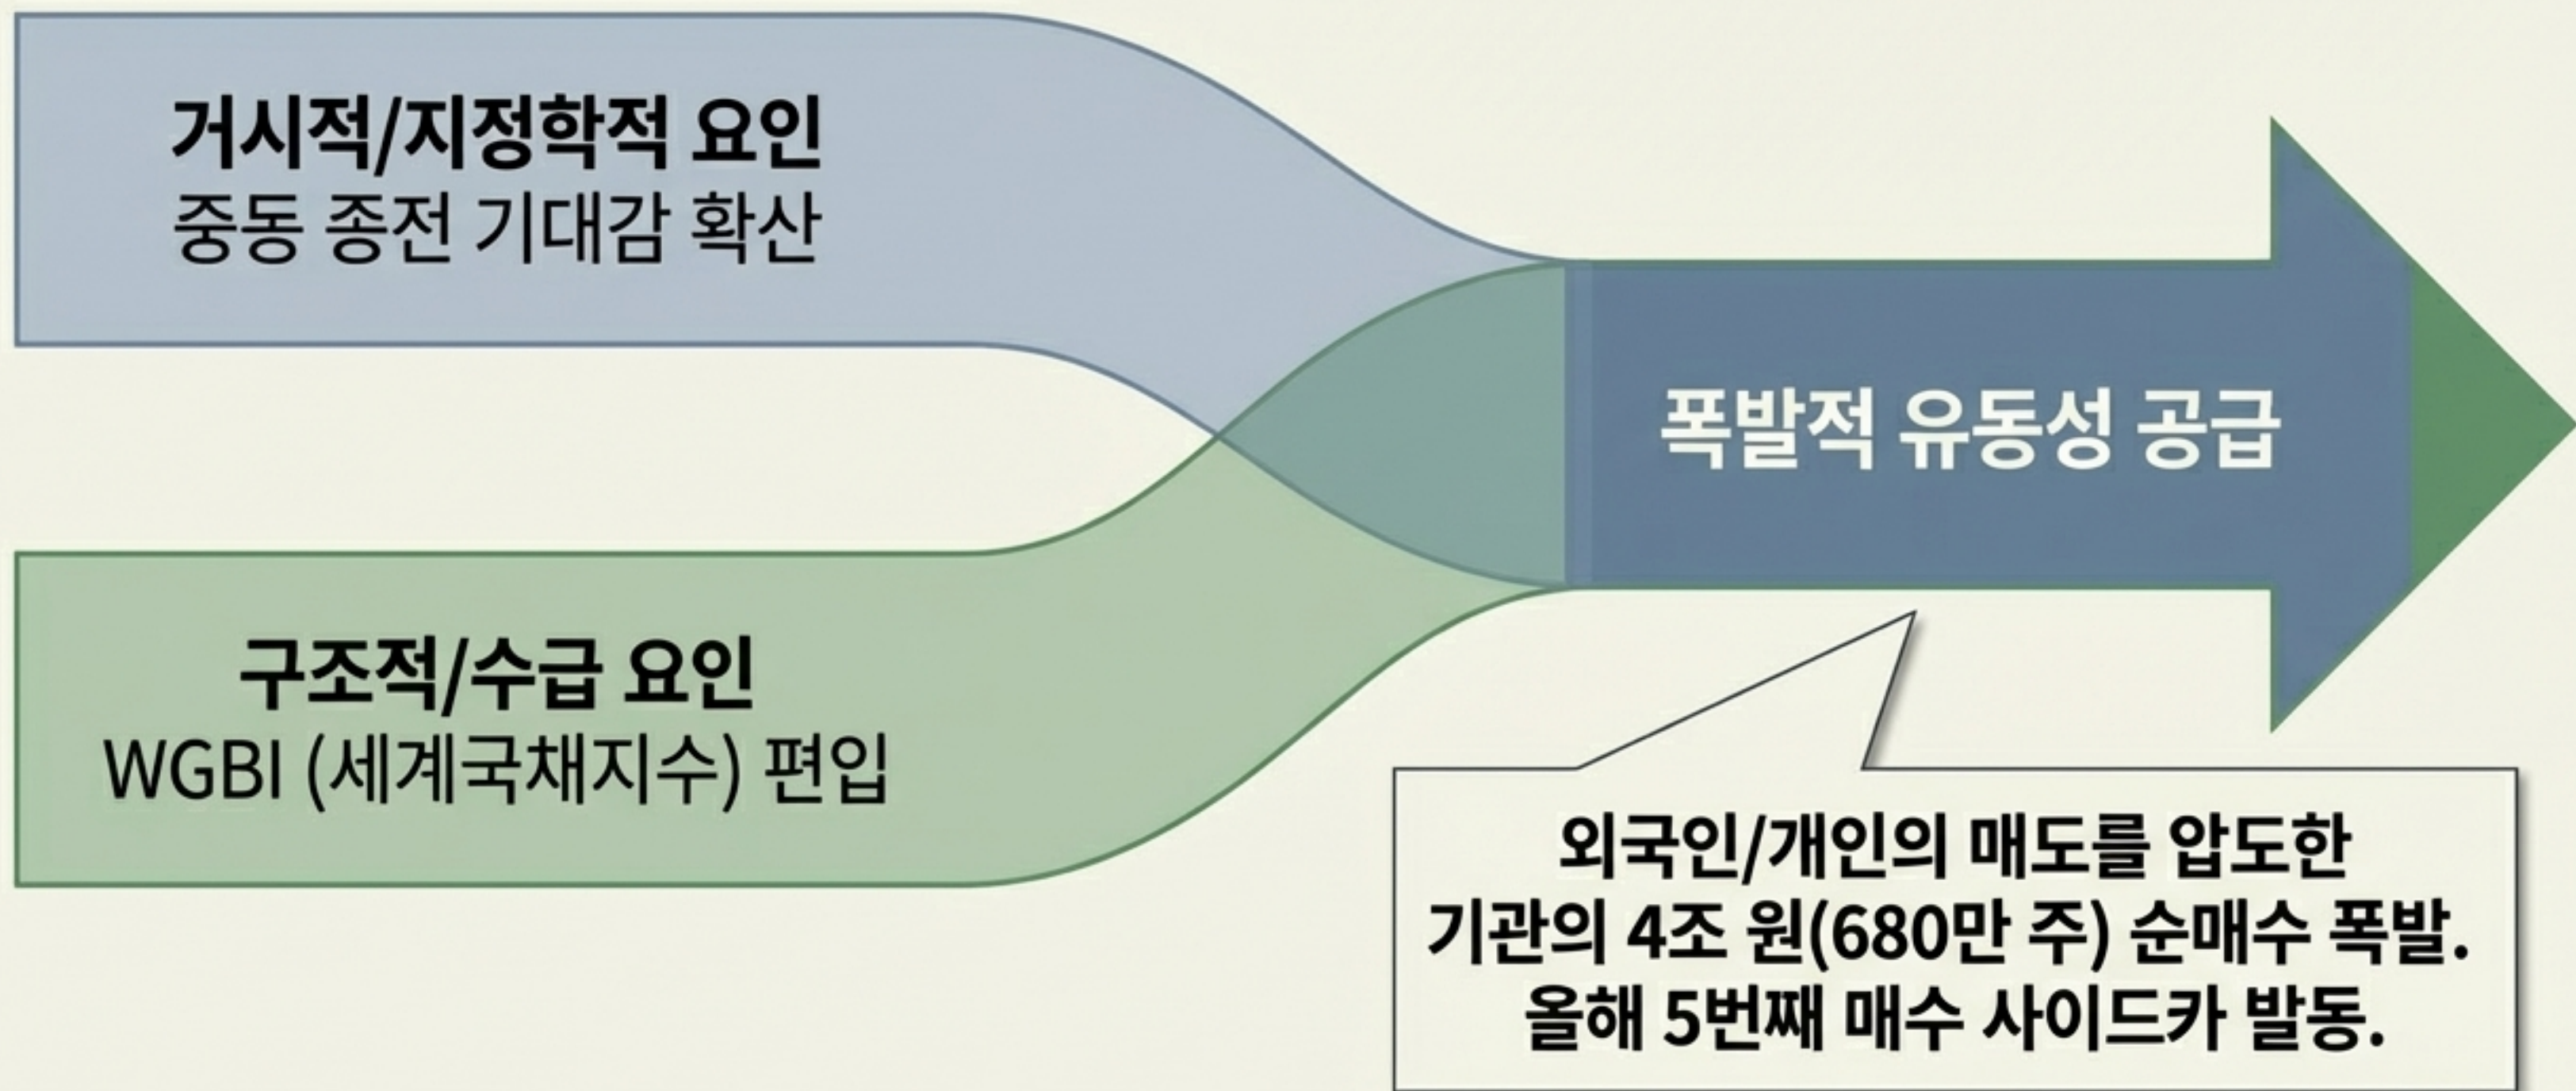 거시적/지정학적 요인
중동 종전 기대감 확산
구조적/수급 요인
WGBI (세계국채지수) 편입
폭발적 유동성 공급
외국인/개인의 매도를 압도한
기관의 4조 원(680만 주) 순매수 폭발.
올해 5번째 매수 사이드카 발동.